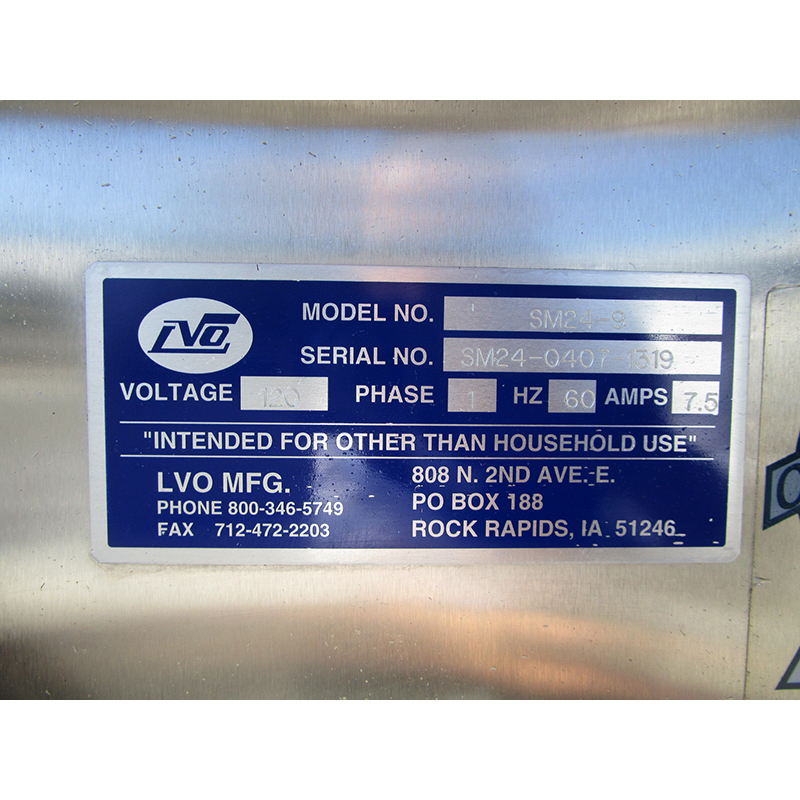 LVO
MODEL NO. SM24-9
SERIAL NO. SM24-0407-1319
VOLTAGE 120 PHASE 1 HZ 60 AMPS 7.5
"INTENDED FOR OTHER THAN HOUSEHOLD USE"
LVO MFG.
PHONE 800-346-5749
FAX 712-472-2203
808 N. 2ND AVE. E.
PO BOX 188
ROCK RAPIDS, IA 51246